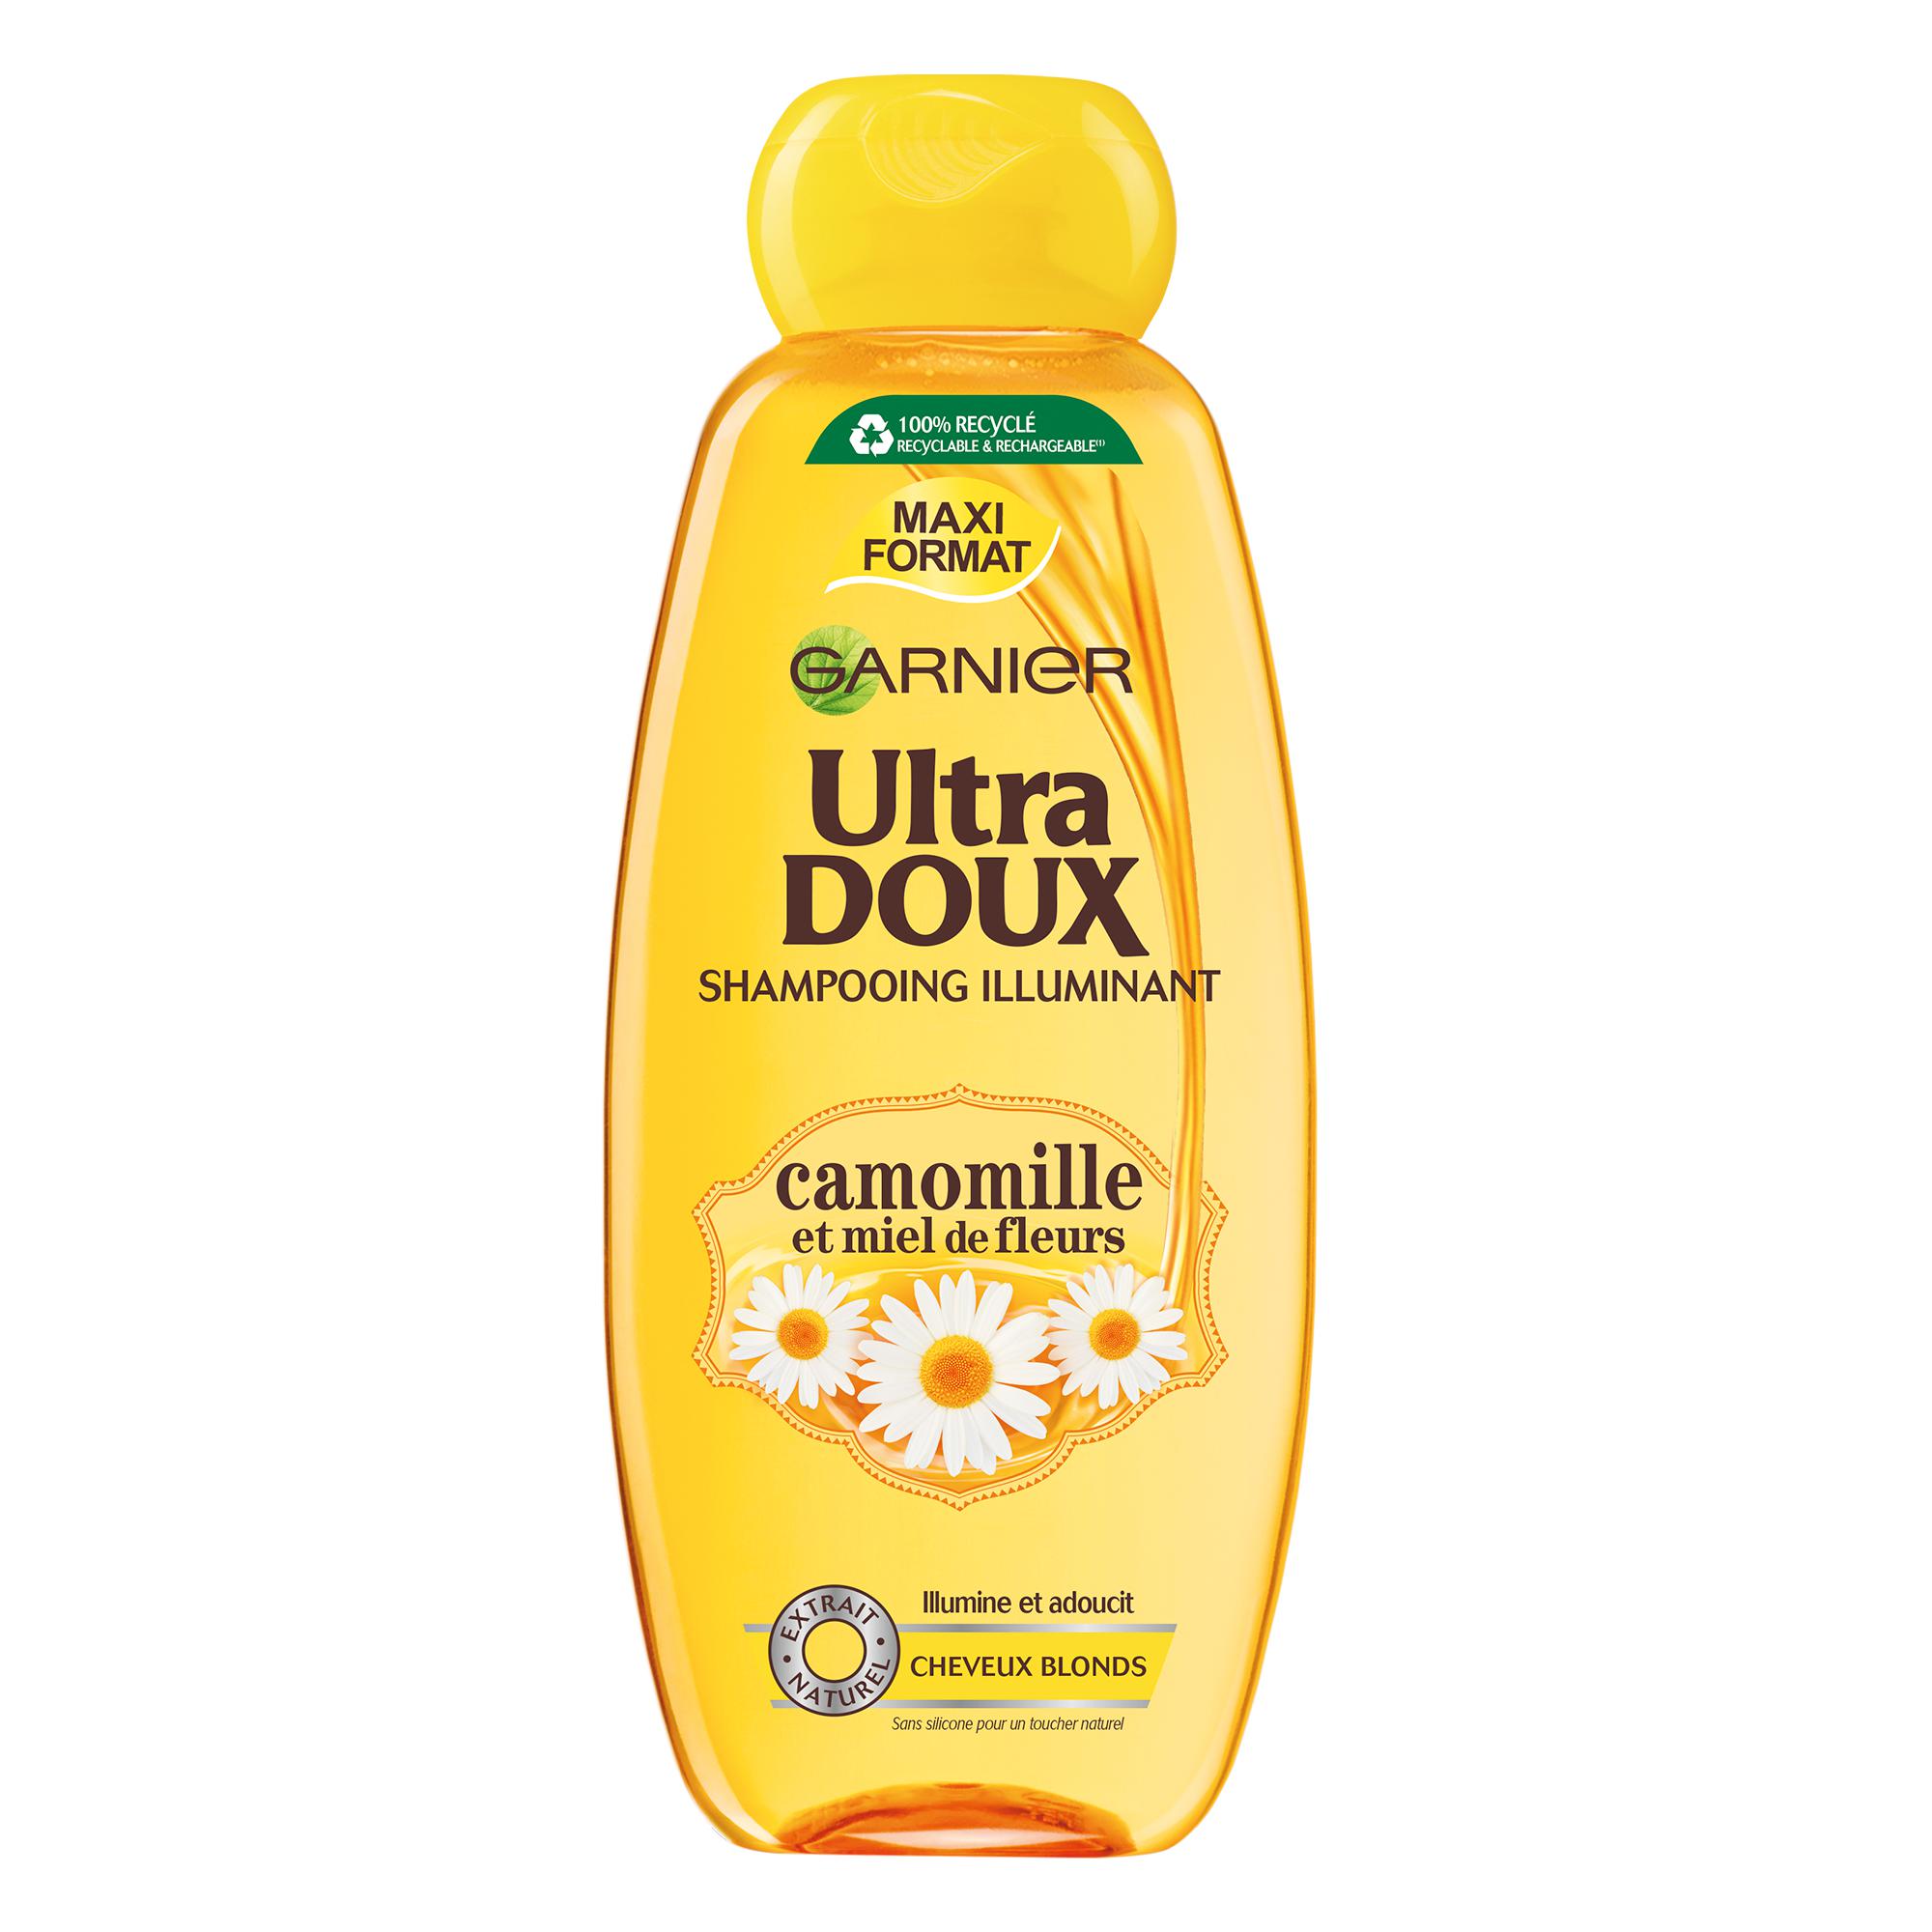 100% RECYCLÉ
RECYCLABLE & RECHARGEABLE(1)
MAXI
FORMAT
GARNIER
Ultra
DOUX
SHAMPOOING ILLUMINANT
camomille
et miel de fleurs
Illumine et adoucit
EXTRAIT
NATUREL
CHEVEUX BLONDS
Sans silicone pour un toucher naturel